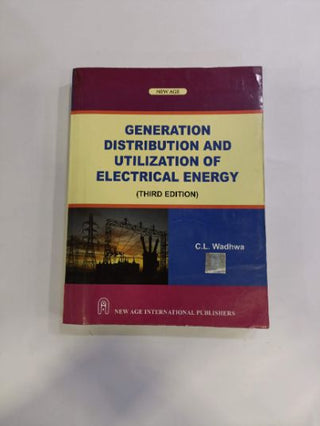 NEW AGE
GENERATION
DISTRIBUTION AND
UTILIZATION OF
ELECTRICAL ENERGY
(THIRD EDITION)
C.L. Wadhwa
NEW AGE INTERNATIONAL PUBLISHERS